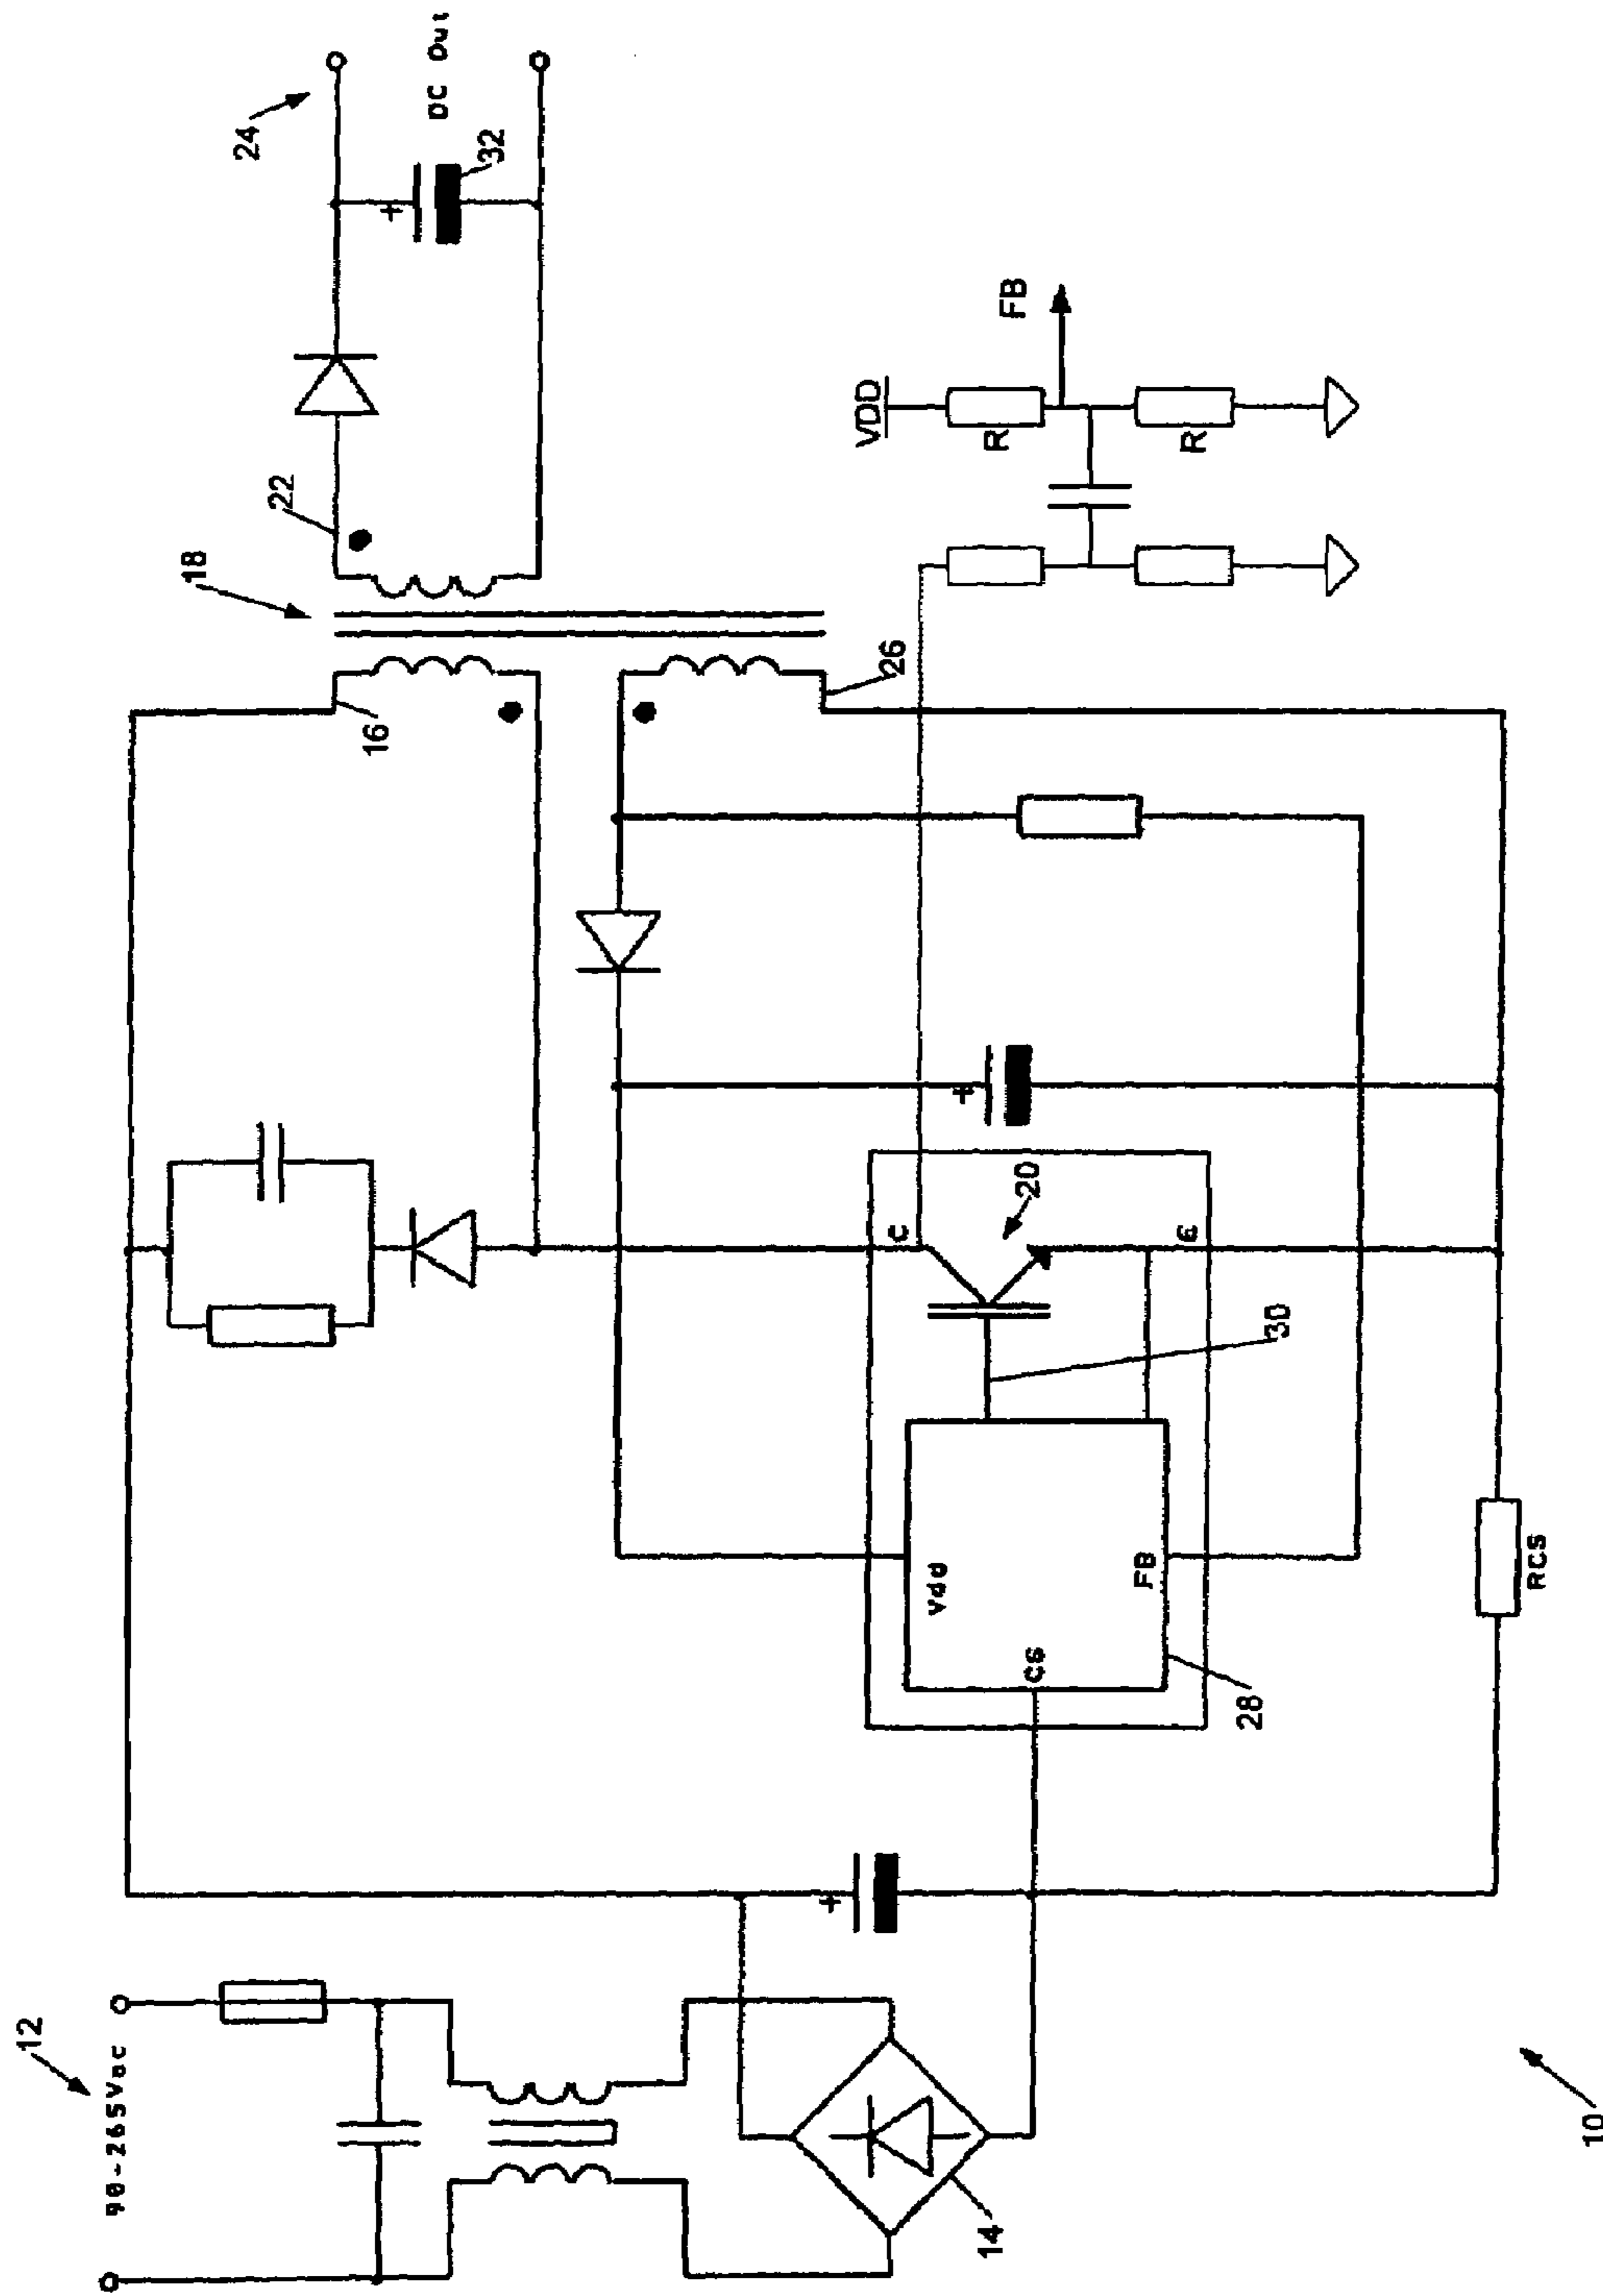 12
90-265Vac
14
10
16
18
22
24
DC Out
32
26
VDD
R
FB
R
C
20
E
30
Vdd
CS
FB
28
RCS
+
+
+